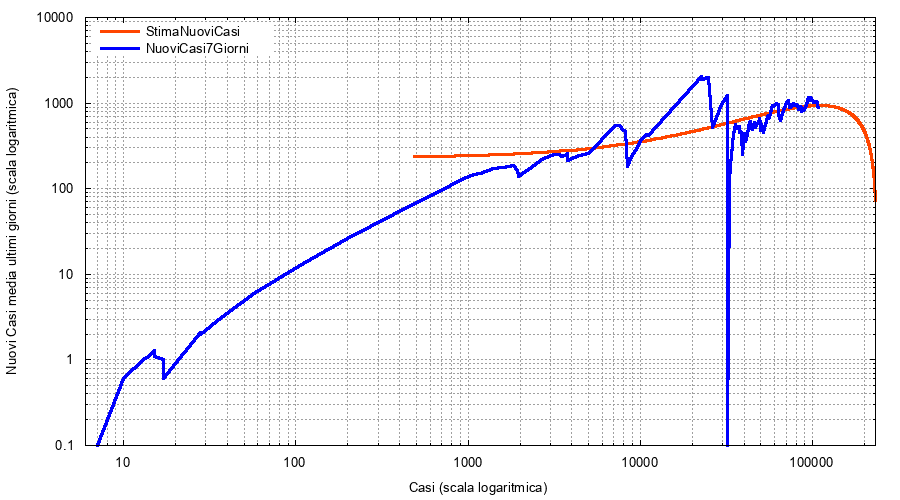 10000
1000
100
10
1
0.1
StimaNuoviCasi
NuoviCasi7Giorni
Nuovi Casi media ultimi giorni (scala logaritmica)
10 100 1000 10000 100000
Casi (scala logaritmica)